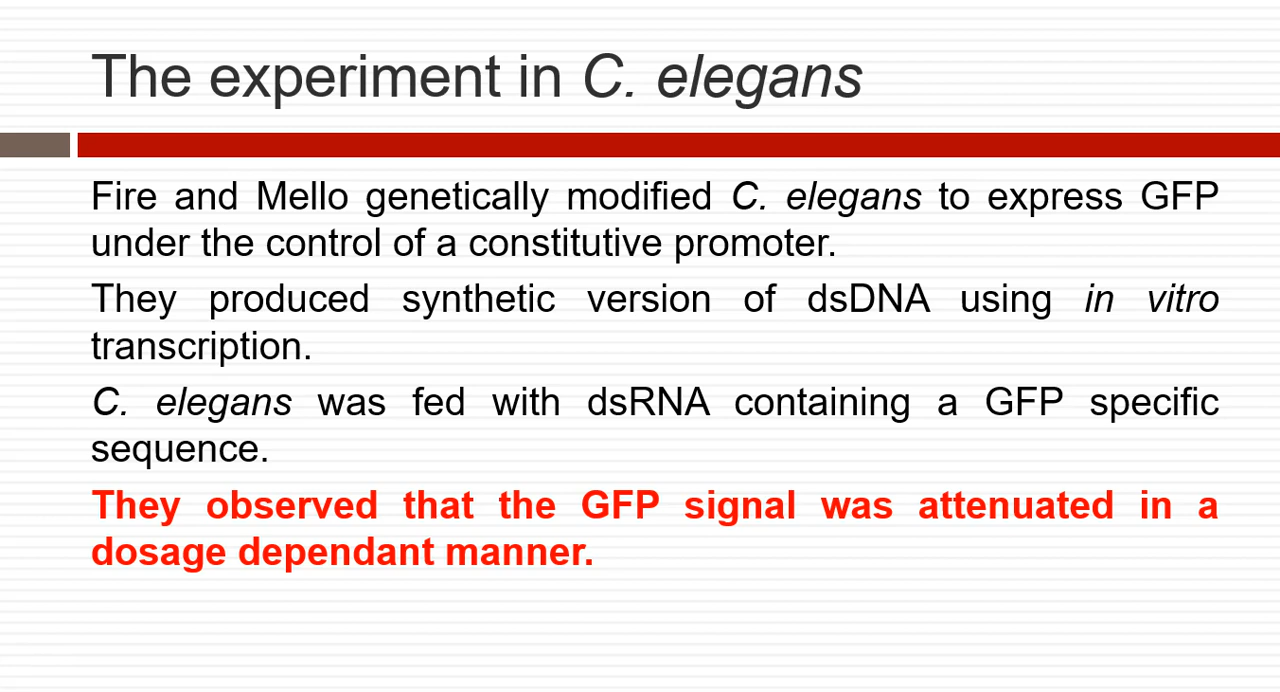 The experiment in C. elegans
Fire and Mello genetically modified C. elegans to express GFP
under the control of a constitutive promoter.
They produced synthetic version of dsDNA using in vitro
transcription.
C. elegans was fed with dsRNA containing a GFP specific
sequence.
They observed that the GFP signal was attenuated in a
dosage dependant manner.